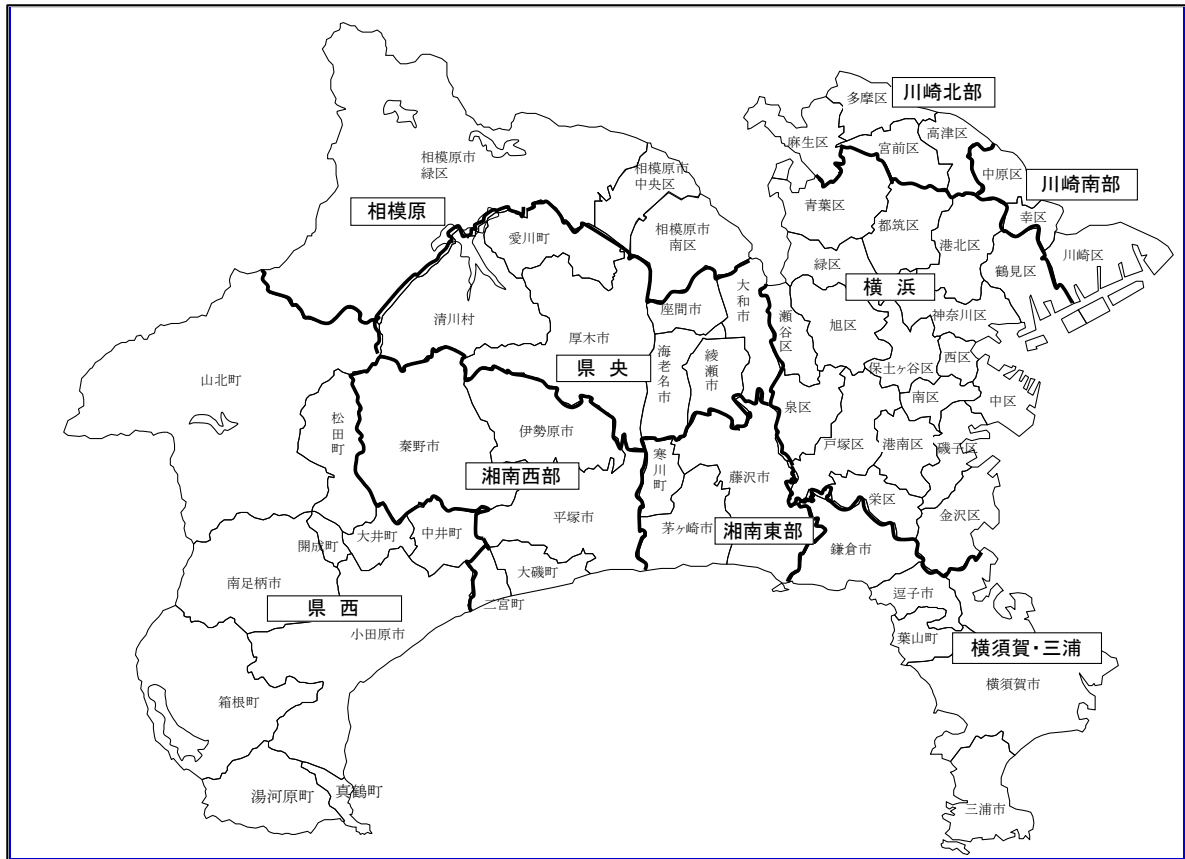 多摩区
川崎北部
麻生区
宮前区
高津区
中原区
川崎南部
相模原市
緑区
相模原市
中央区
相模原
青葉区
都筑区
幸区
愛川町
相模原市
南区
港北区
鶴見区
川崎区
緑区
横 浜
大和市
清川村
座間市
瀬谷区
旭区
神奈川区
厚木市
県 央
海老名市
綾瀬市
保土ヶ谷区
西区
山北町
松田町
南区
中区
泉区
秦野市
伊勢原市
戸塚区
港南区
磯子区
湘南西部
寒川町
藤沢市
栄区
金沢区
平塚市
茅ヶ崎市
湘南東部
鎌倉市
開成町
大井町
中井町
大磯町
南足柄市
二宮町
逗子市
県 西
小田原市
葉山町
横須賀・三浦
横須賀市
箱根町
湯河原町
真鶴町
三浦市